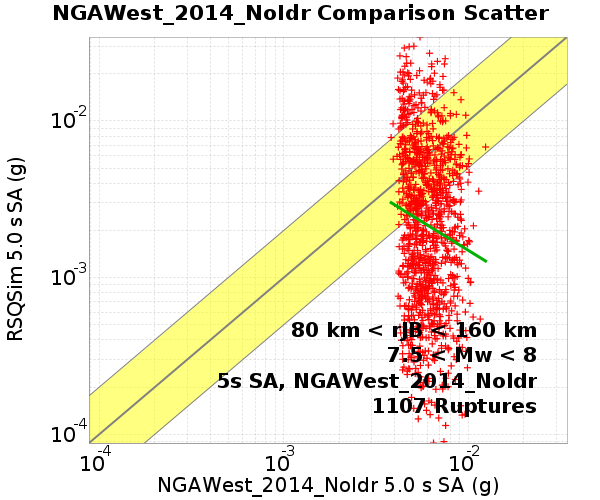 NGAWest_2014_NoIdr Comparison Scatter
RSQSim 5.0 s SA (g)
10-2
10-3
10-4
80 km < rJB < 160 km
7.5 < Mw < 8
5s SA, NGAWest_2014_NoIdr
1107 Ruptures
10-4 10-3 10-2
NGAWest_2014_NoIdr 5.0 s SA (g)